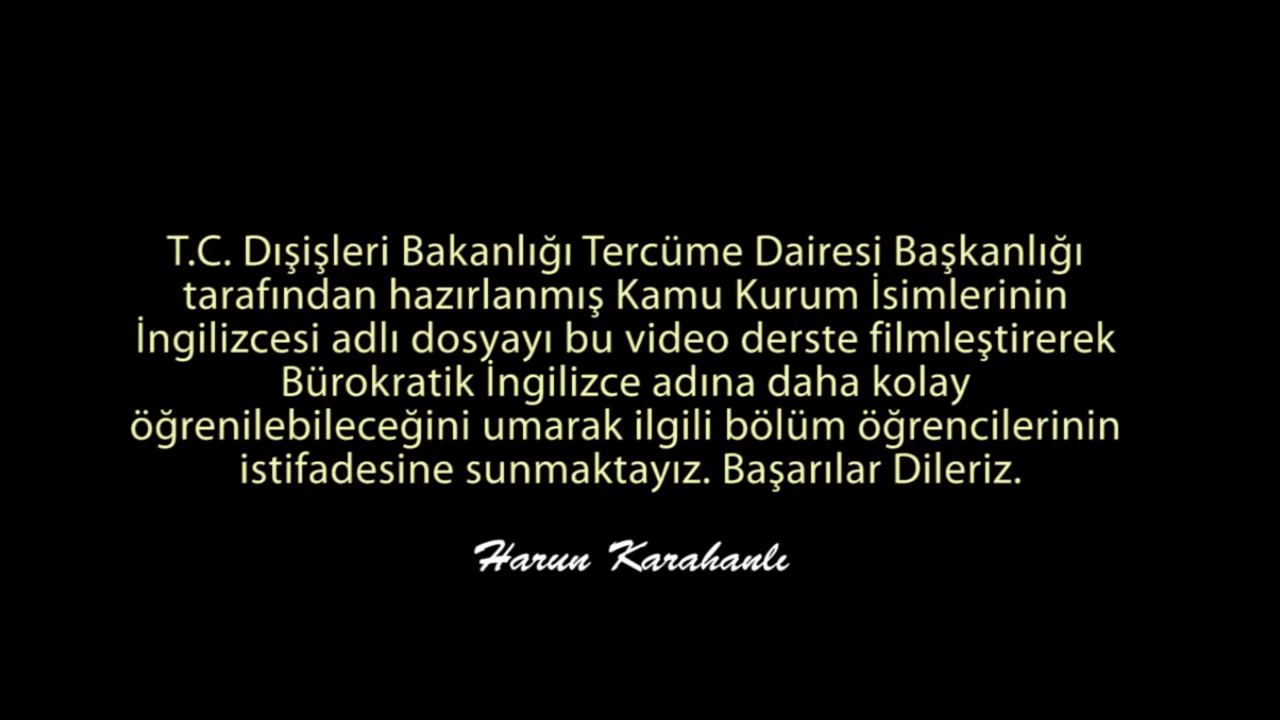 T.C. Dışişleri Bakanlığı Tercüme Dairesi Başkanlığı
tarafından hazırlanmış Kamu Kurum İsimlerinin
İngilizcesi adlı dosyayı bu video derste filmleştirerek
Bürokratik İngilizce adına daha kolay
öğrenilebileceğini umarak ilgili bölüm öğrencilerinin
istifadesine sunmaktayız. Başarılar Dileriz.
Harun Karahanlı